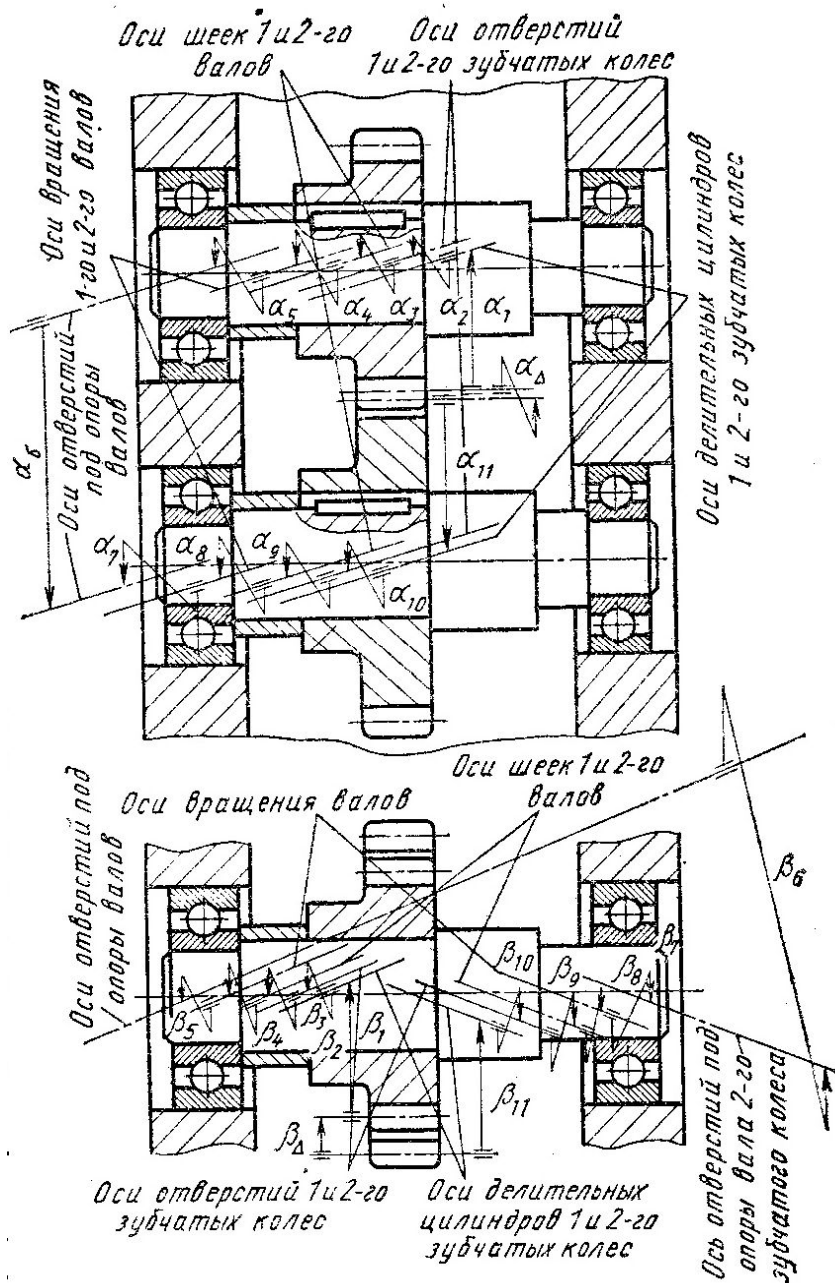 Оси шеек 1 и 2-го
валов
Оси отверстий
1 и 2-го зубчатых колес
Оси вращения
1-го и 2-го валов
Оси делительных цилиндров
1 и 2-го зубчатых колес
α5
α4
α3
α2
α1
αΔ
α6
Оси отверстий
под опоры
валов
α11
α7
α8
α9
α10
Оси шеек 1 и 2-го
валов
Оси вращения валов
Оси отверстий под
опоры валов
β6
β10
β9
β8
β7
β5
β4
β3
β2
β1
β11
βΔ
Оси отверстий 1 и 2-го
зубчатых колес
Оси делительных
цилиндров 1 и 2-го
зубчатых колес
Ось отверстий под
опоры вала 2-го
зубчатого колеса